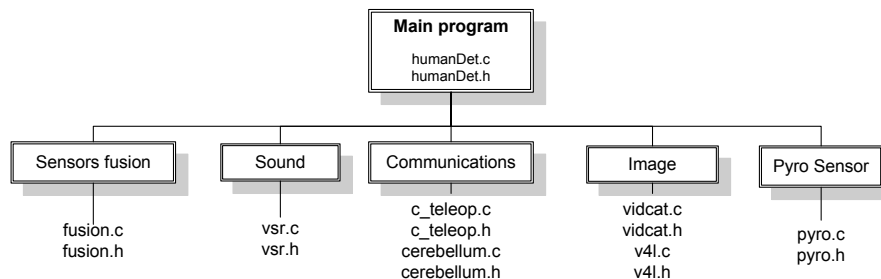 Main program
humanDet.c
humanDet.h
Sensors fusion
Sound
Communications
Image
Pyro Sensor
fusion.c
fusion.h
vsr.c
vsr.h
c_teleop.c
c_teleop.h
cerebellum.c
cerebellum.h
vidcat.c
vidcat.h
v4l.c
v4l.h
pyro.c
pyro.h